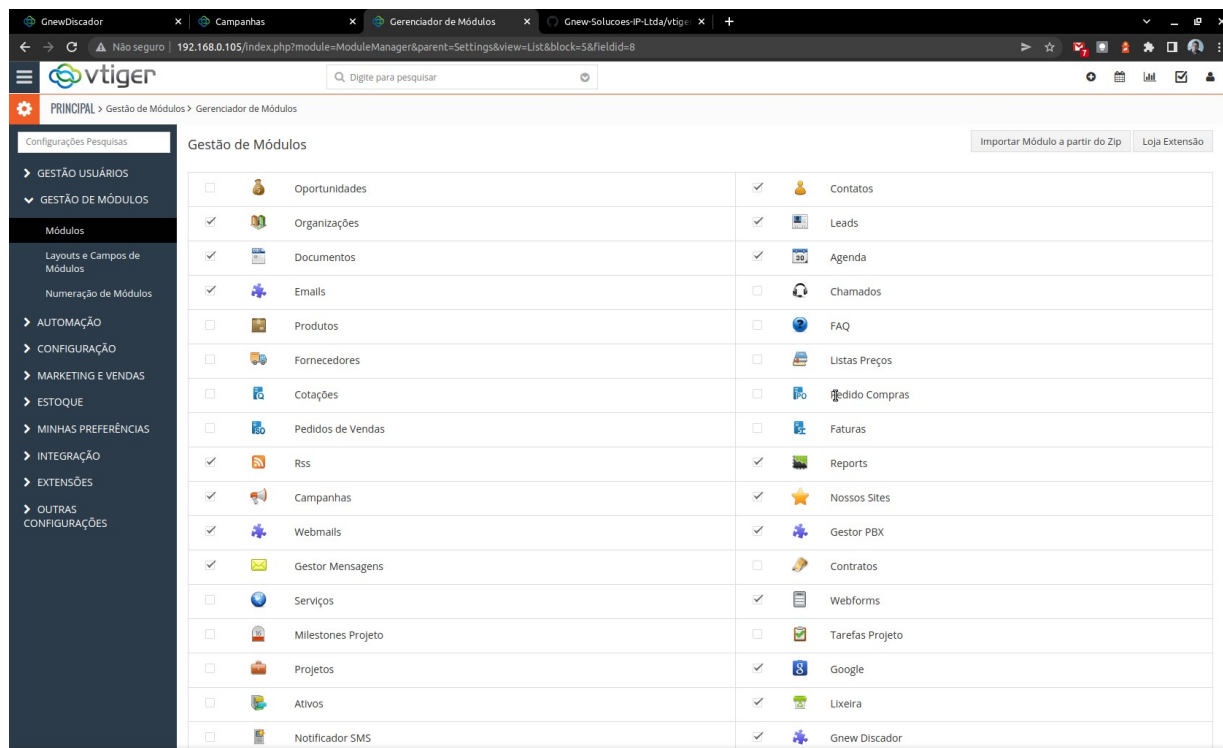 GnewDiscador
Campanhas
Gerenciador de Módulos
Gnew-Solucoes-IP-Ltda/vtige
Não seguro | 192.168.0.105/index.php?module=ModuleManager&parent=Settings&view=List&block=5&fieldid=8
vtiger
Digite para pesquisar
PRINCIPAL > Gestão de Módulos > Gerenciador de Módulos
Configurações Pesquisas
GESTÃO USUÁRIOS
GESTÃO DE MÓDULOS
Módulos
Layouts e Campos de
Módulos
Numeração de Módulos
AUTOMAÇÃO
CONFIGURAÇÃO
MARKETING E VENDAS
ESTOQUE
MINHAS PREFERÊNCIAS
INTEGRAÇÃO
EXTENSÕES
OUTRAS
CONFIGURAÇÕES
Gestão de Módulos
Importar Módulo a partir do Zip
Loja Extensão
Oportunidades
Contatos
Organizações
Leads
Documentos
Agenda
Emails
Chamados
Produtos
FAQ
Fornecedores
Listas Preços
Cotações
Pedido Compras
Pedidos de Vendas
Faturas
Rss
Reports
Campanhas
Nossos Sites
Webmails
Gestor PBX
Gestor Mensagens
Contratos
Serviços
Webforms
Milestones Projeto
Tarefas Projeto
Projetos
Google
Ativos
Lixeira
Notificador SMS
Gnew Discador